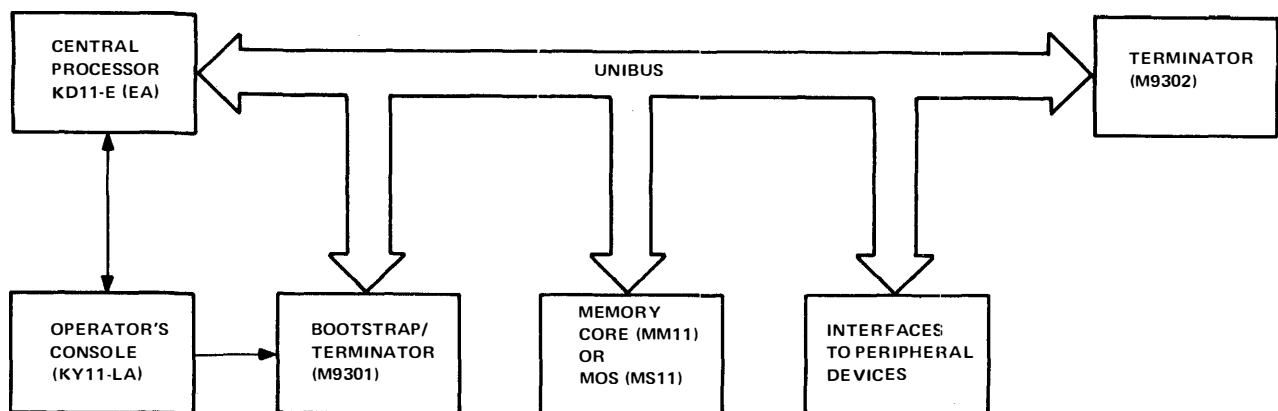 CENTRAL
PROCESSOR
KD11-E (EA)
UNIBUS
TERMINATOR
(M9302)
OPERATOR'S
CONSOLE
(KY11-LA)
BOOTSTRAP/
TERMINATOR
(M9301)
MEMORY
CORE (MM11)
OR
MOS (MS11)
INTERFACES
TO PERIPHERAL
DEVICES